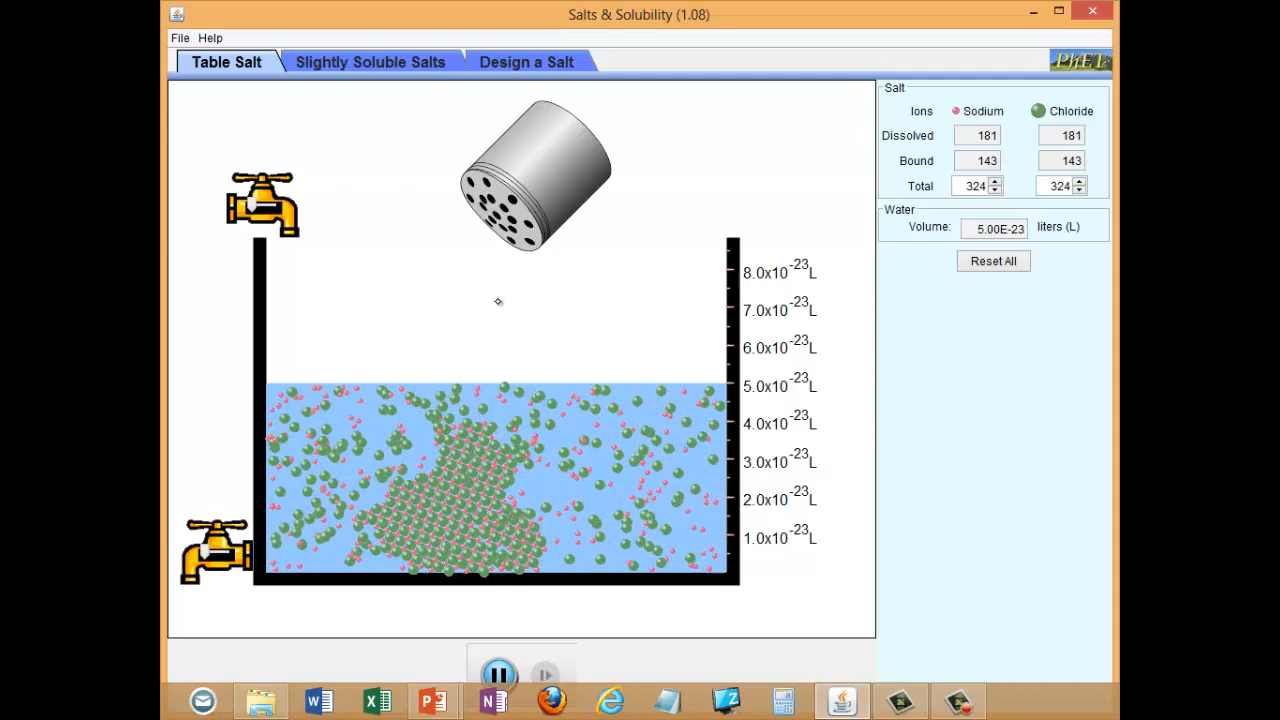 Salts & Solubility (1.08)
File Help
Table Salt Slightly Soluble Salts Design a Salt PhET
Salt
Ions Sodium Chloride
Dissolved 181 181
Bound 143 143
Total 324 324
Water
Volume: 5.00E-23 liters (L)
Reset All
8.0x10-23L
7.0x10-23L
6.0x10-23L
5.0x10-23L
4.0x10-23L
3.0x10-23L
2.0x10-23L
1.0x10-23L